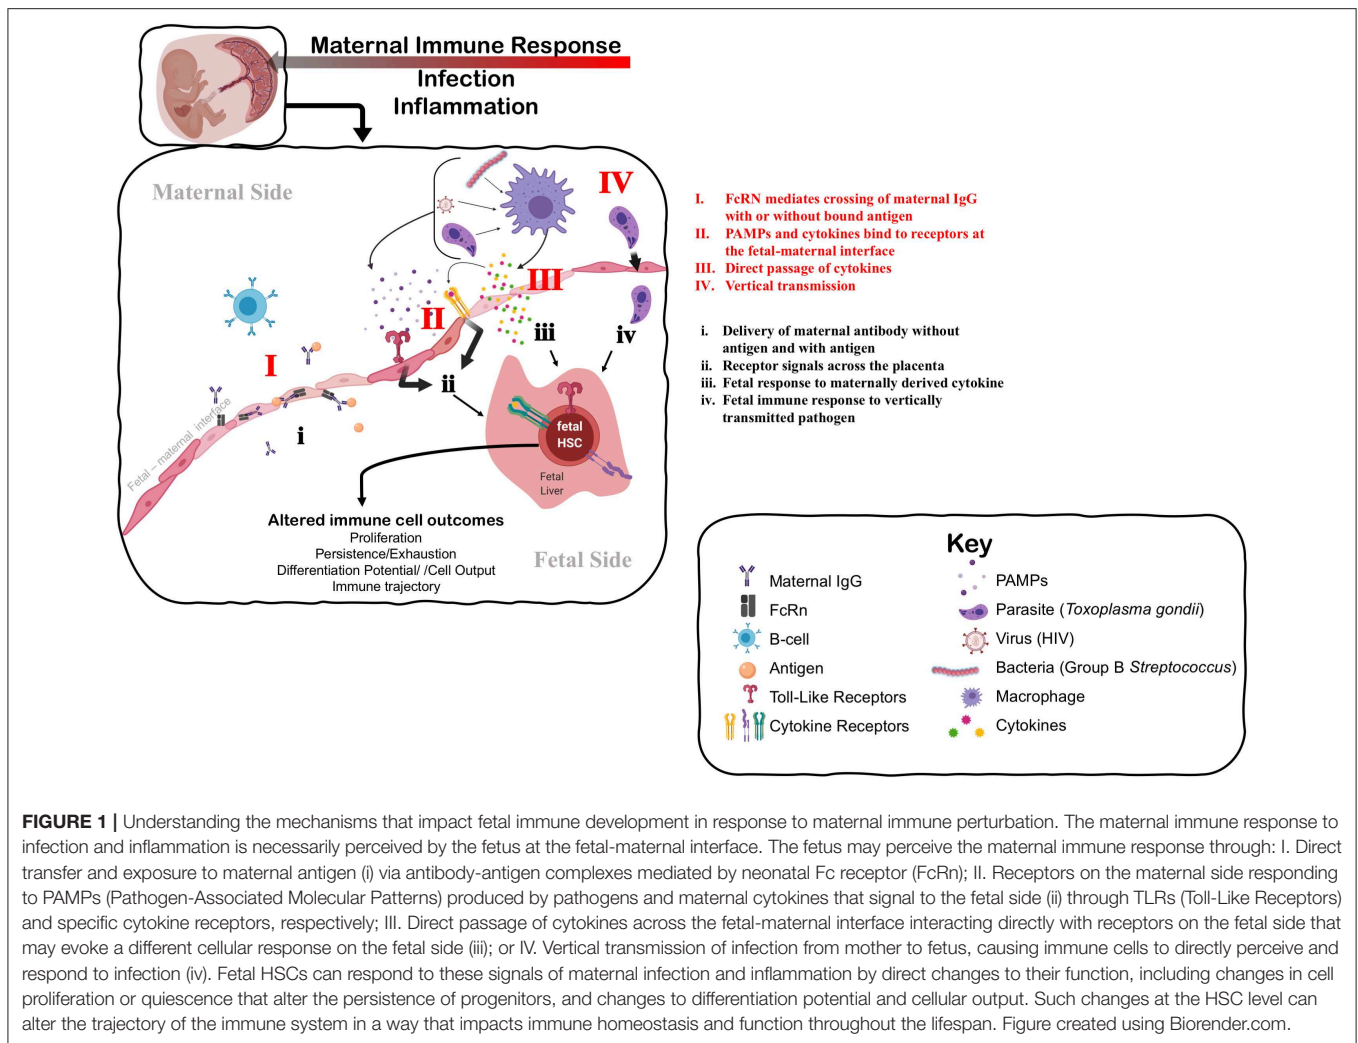 Maternal Immune Response
Infection
Inflammation
Maternal Side
IV
III
II
I
iii
iv
ii
i
Fetal – maternal interface
fetal
HSC
Fetal
Liver
Altered immune cell outcomes
Proliferation
Persistence/Exhaustion
Differentiation Potential/ /Cell Output
Immune trajectory
Fetal Side
I. FcRN mediates crossing of maternal IgG
with or without bound antigen
II. PAMPs and cytokines bind to receptors at
the fetal-maternal interface
III. Direct passage of cytokines
IV. Vertical transmission
i. Delivery of maternal antibody without
antigen and with antigen
ii. Receptor signals across the placenta
iii. Fetal response to maternally derived cytokine
iv. Fetal immune response to vertically
transmitted pathogen
Key
Maternal IgG
FcRn
B-cell
Antigen
Toll-Like Receptors
Cytokine Receptors
PAMPs
Parasite (Toxoplasma gondii)
Virus (HIV)
Bacteria (Group B Streptococcus)
Macrophage
Cytokines
FIGURE 1 | Understanding the mechanisms that impact fetal immune development in response to maternal immune perturbation. The maternal immune response to
infection and inflammation is necessarily perceived by the fetus at the fetal-maternal interface. The fetus may perceive the maternal immune response through: I. Direct
transfer and exposure to maternal antigen (i) via antibody-antigen complexes mediated by neonatal Fc receptor (FcRn); II. Receptors on the maternal side responding
to PAMPs (Pathogen-Associated Molecular Patterns) produced by pathogens and maternal cytokines that signal to the fetal side (ii) through TLRs (Toll-Like Receptors)
and specific cytokine receptors, respectively; III. Direct passage of cytokines across the fetal-maternal interface interacting directly with receptors on the fetal side that
may evoke a different cellular response on the fetal side (iii); or IV. Vertical transmission of infection from mother to fetus, causing immune cells to directly perceive and
respond to infection (iv). Fetal HSCs can respond to these signals of maternal infection and inflammation by direct changes to their function, including changes in cell
proliferation or quiescence that alter the persistence of progenitors, and changes to differentiation potential and cellular output. Such changes at the HSC level can
alter the trajectory of the immune system in a way that impacts immune homeostasis and function throughout the lifespan. Figure created using Biorender.com.